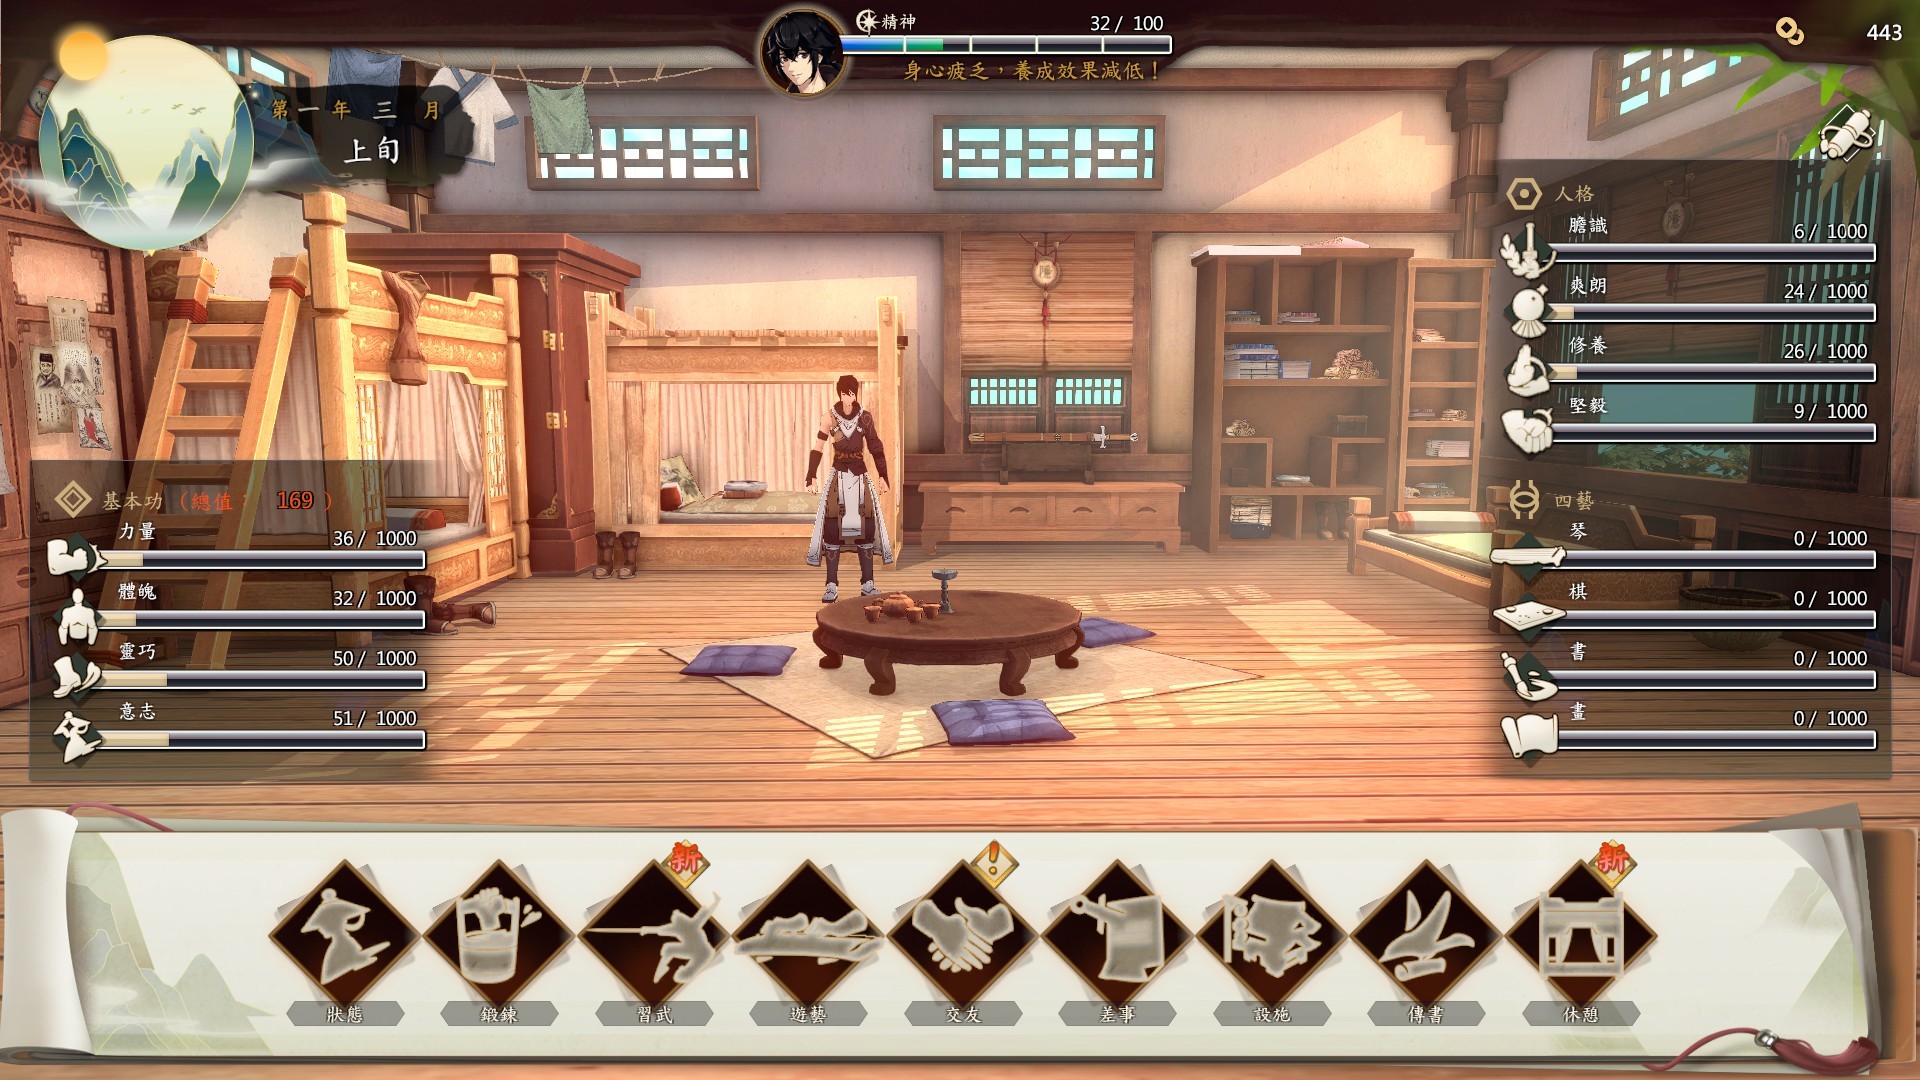 精神
32 / 100
身心疲乏，養成效果減低！
443
第一年 三月
上旬
人格
膽識
6 / 1000
爽朗
24 / 1000
修養
26 / 1000
堅毅
9 / 1000
基本功（總值： 169 ）
力量
36 / 1000
體魄
32 / 1000
靈巧
50 / 1000
意志
51 / 1000
四藝
琴
0 / 1000
棋
0 / 1000
書
0 / 1000
畫
0 / 1000
新
!
新
狀態
鍛鍊
習武
遊藝
交友
差事
設施
傳書
休憩